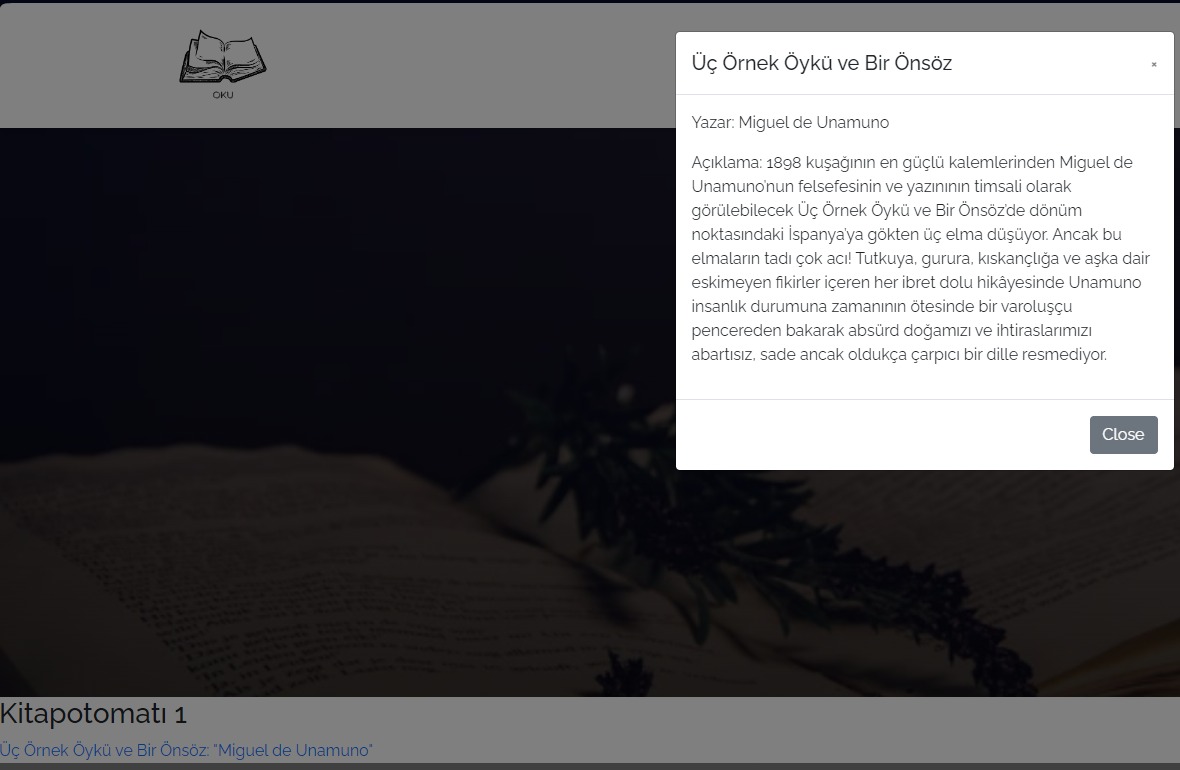 OKU
Üç Örnek Öykü ve Bir Önsöz
×
Yazar: Miguel de Unamuno
Açıklama: 1898 kuşağının en güçlü kalemlerinden Miguel de
Unamuno'nun felsefesinin ve yazınının timsali olarak
görülebilecek Üç Örnek Öykü ve Bir Önsöz'de dönüm
noktasındaki İspanya'ya gökten üç elma düşüyor. Ancak bu
elmaların tadı çok acı! Tutkuya, gurura, kıskançlığa ve aşka dair
eskimeyen fikirler içeren her ibret dolu hikâyesinde Unamuno
insanlık durumuna zamanının ötesinde bir varoluşçu
pencereden bakarak absürd doğamızı ve ihtiraslarımızı
abartısız, sade ancak oldukça çarpıcı bir dille resmediyor.
Close
Kitapotomatı 1
Üç Örnek Öykü ve Bir Önsöz: "Miguel de Unamuno"